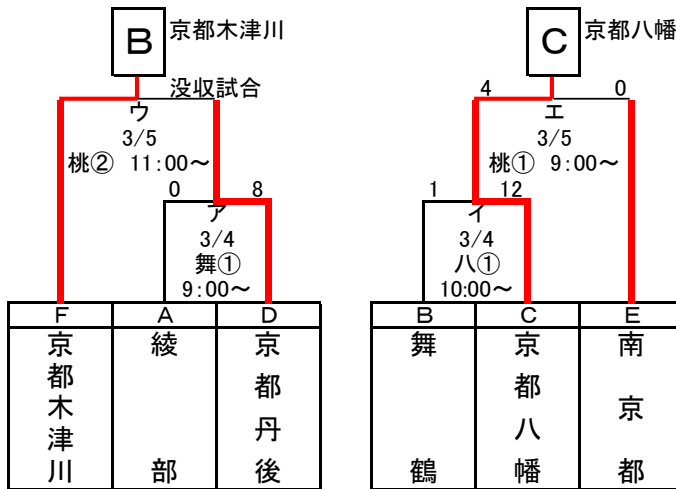 B 京都木津川
没収試合
ウ
3/5
桃② 11:00～
0 8
ア
3/4
舞①
9:00～
F A D
京都木津川
綾部
京都丹後
C 京都八幡
4 0
エ
3/5
桃① 9:00～
1 12
イ
3/4
八①
10:00～
B C E
舞鶴
京都八幡
南京都